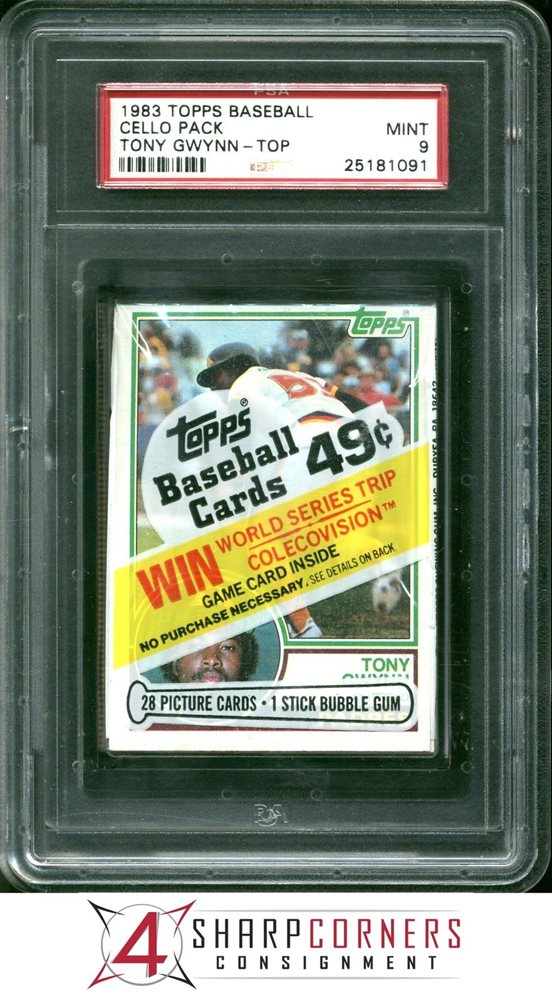 PSA
1983 TOPPS BASEBALL
CELLO PACK MINT
TONY GWYNN - TOP 9
25181091
TOPPS®
TOPPS®
Baseball
Cards 49¢
WIN WORLD SERIES TRIP
COLECOVISION™
GAME CARD INSIDE
NO PURCHASE NECESSARY. SEE DETAILS ON BACK
TONY
GWYNN
28 PICTURE CARDS • 1 STICK BUBBLE GUM
PSA
4 SHARPCORNERS
CONSIGNMENT